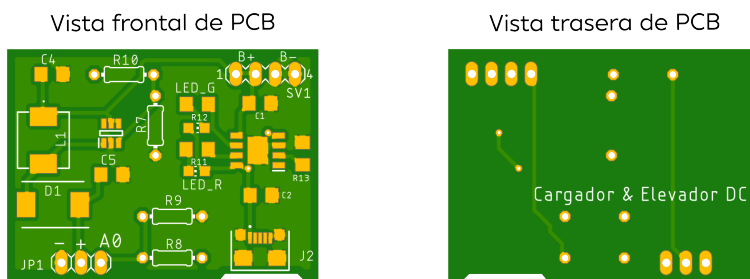 Vista frontal de PCB
Vista trasera de PCB
C4
R10
B+
B-
1
4
SV1
LED_G
C1
R12
R7
L1
C5
R11
R13
LED_R
D1
C2
R9
Cargador & Elevador DC
- + A0
R8
JP1
J2